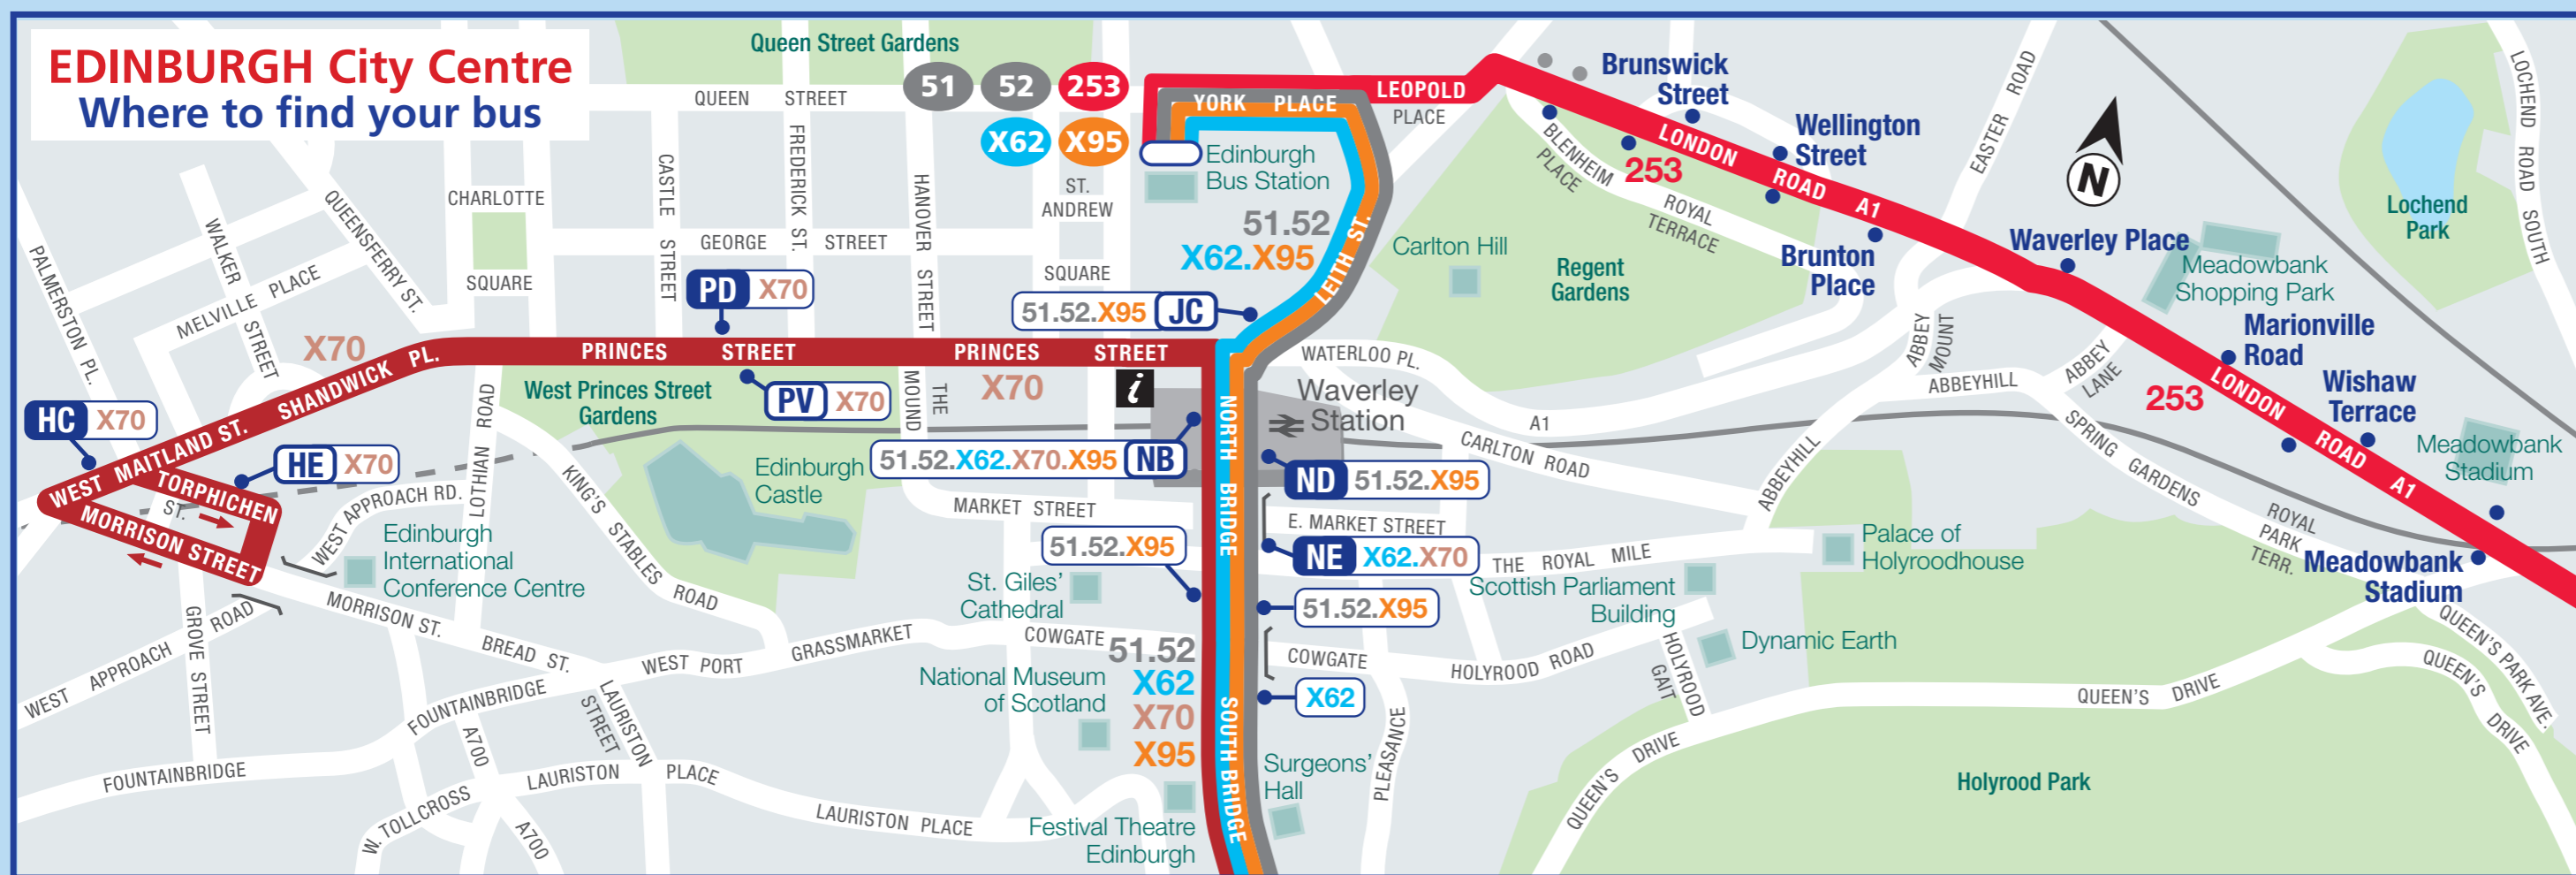 EDINBURGH City Centre
Where to find your bus
Queen Street Gardens
51
52
253
X62
X95
QUEEN STREET
YORK PLACE
LEOPOLD
PLACE
Edinburgh
Bus Station
51.52
X62.X95
LEITH ST.
Brunswick
Street
Wellington
Street
LONDON
ROAD
A1
253
BLENHEIM
PLACE
ROYAL
TERRACE
Brunton
Place
Waverley Place
EASTER ROAD
N
LOCHEND ROAD SOUTH
Lochend
Park
Meadowbank
Shopping Park
Marionville
Road
Wishaw
Terrace
253
LONDON
ROAD
A1
Meadowbank
Stadium
Meadowbank
Stadium
Carlton Hill
Regent
Gardens
CHARLOTTE
SQUARE
CASTLE STREET
FREDERICK ST.
HANOVER STREET
GEORGE STREET
ST.
ANDREW
SQUARE
PALMERSTON PL.
WALKER STREET
MELVILLE PLACE
QUEENSFERRY ST.
PD X70
51.52.X95 JC
X70
WEST MAITLAND ST.
SHANDWICK PL.
PRINCES STREET
PRINCES STREET
X70
i
West Princes Street
Gardens
PV X70
THE
MOUND
HC X70
HE X70
TORPHICHEN
ST.
MORRISON STREET
WEST APPROACH RD.
LOTHIAN ROAD
KING'S STABLES ROAD
Edinburgh
Castle
51.52.X62.X70.X95 NB
NORTH BRIDGE
SOUTH BRIDGE
Waverley
Station
WATERLOO PL.
A1
CARLTON ROAD
ND 51.52.X95
E. MARKET STREET
NE X62.X70
THE ROYAL MILE
MARKET STREET
51.52.X95
51.52.X95
St. Giles'
Cathedral
COWGATE
COWGATE
51.52
X62
X70
X95
X62
National Museum
of Scotland
Surgeons'
Hall
Festival Theatre
Edinburgh
PLEASANCE
HOLYROOD ROAD
HOLYROOD
GAIT
Scottish Parliament
Building
Dynamic Earth
Palace of
Holyroodhouse
ABBEYHILL
ABBEYHILL
ABBEY
MOUNT
ABBEY
LANE
SPRING GARDENS
ROYAL
PARK
TERR.
QUEEN'S PARK AVE.
QUEEN'S DRIVE
QUEEN'S DRIVE
QUEEN'S DRIVE
Holyrood Park
Edinburgh
International
Conference Centre
MORRISON ST.
BREAD ST.
WEST PORT
GRASSMARKET
WEST APPROACH ROAD
GROVE STREET
FOUNTAINBRIDGE
FOUNTAINBRIDGE
LAURISTON
STREET
A700
LAURISTON PLACE
LAURISTON PLACE
W. TOLLCROSS
A700